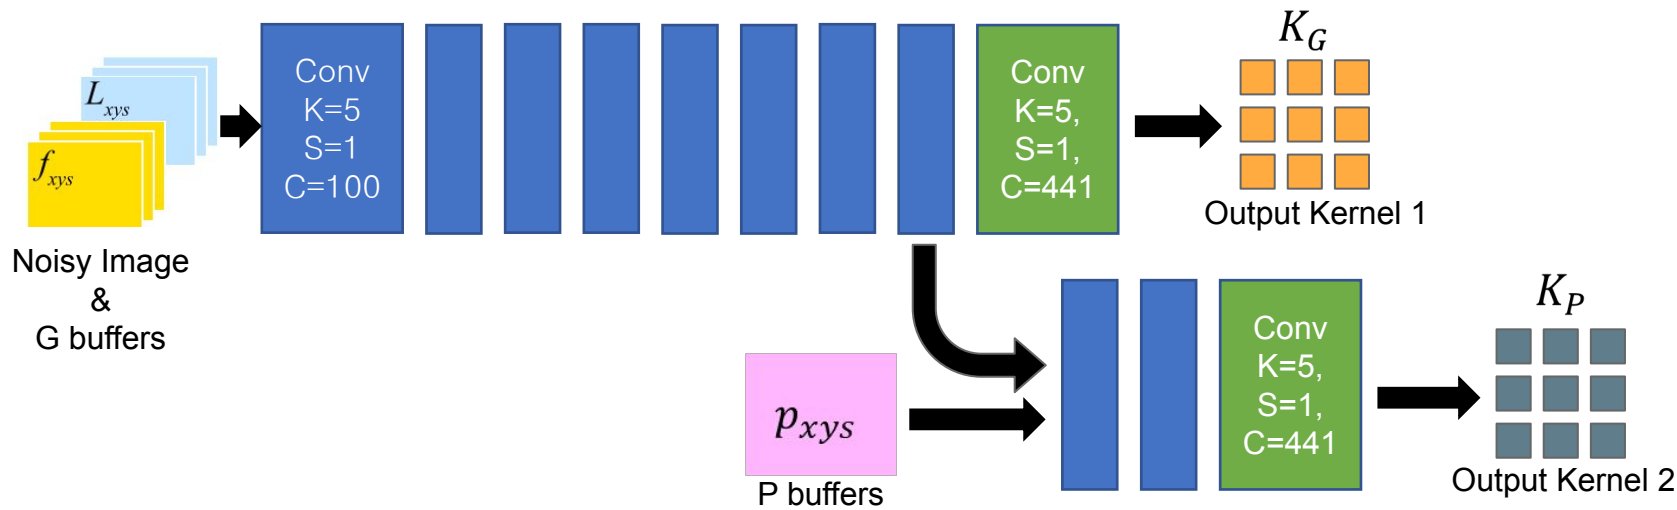 L_xys
f_xys
Noisy Image
&
G buffers
Conv
K=5
S=1
C=100
Conv
K=5,
S=1,
C=441
K_G
Output Kernel 1
p_xys
P buffers
Conv
K=5,
S=1,
C=441
K_P
Output Kernel 2